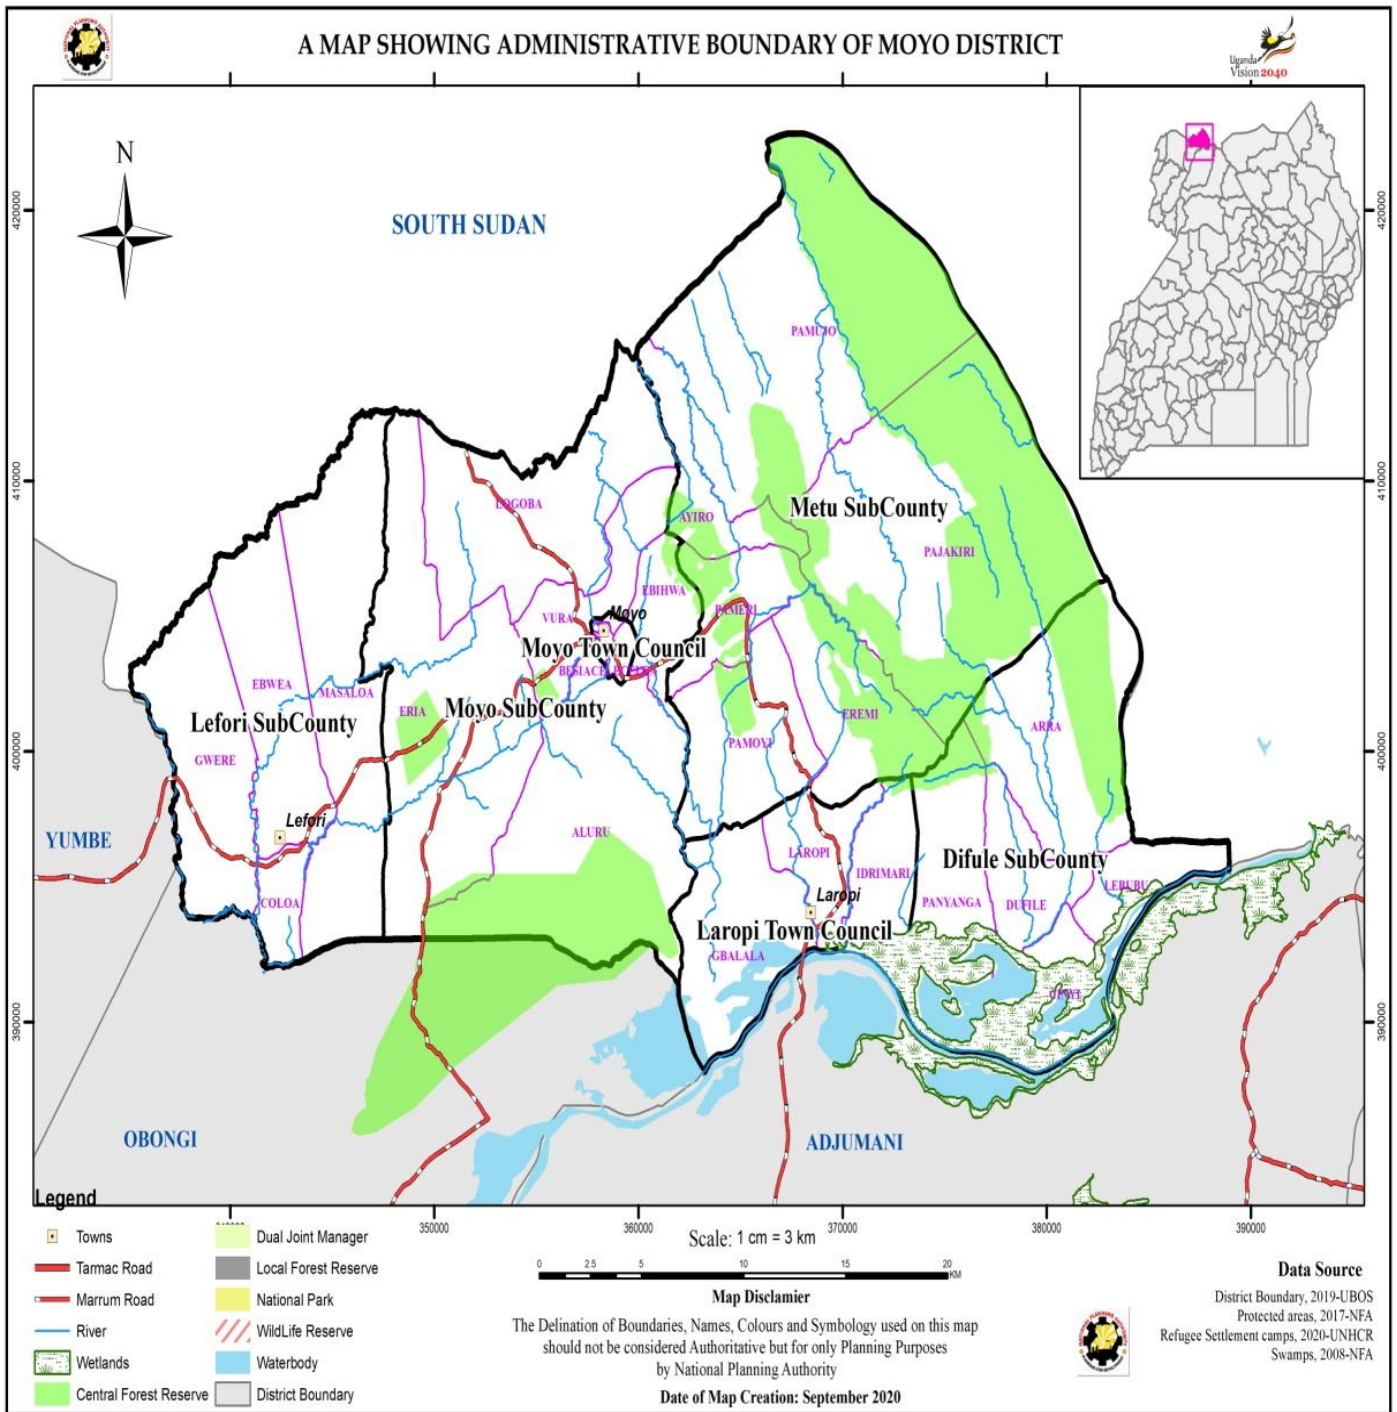 A MAP SHOWING ADMINISTRATIVE BOUNDARY OF MOYO DISTRICT
Uganda
Vision 2040
N
SOUTH SUDAN
420000
420000
PAMUJO
410000
410000
LOGOBA
AYIRO
Metu SubCounty
PAJAKIRI
EBIHWA
VURA
Moyo
PAMERI
Moyo Town Council
BESIACEL
EBWEA
MASALOA
ERIA
Moyo SubCounty
Lefori SubCounty
EREMI
ARRA
PAMOYI
GWERE
400000
400000
Lefori
YUMBE
ALURU
LAROPI
Difule SubCounty
IDRIMARI
LEBUBU
COLOA
Laropi
PANYANGA
DUFILE
Laropi Town Council
GBALALA
390000
390000
OBONGI
ADJUMANI
350000
360000
370000
380000
390000
Legend
Towns
Tarmac Road
Marrum Road
River
Wetlands
Central Forest Reserve
Dual Joint Manager
Local Forest Reserve
National Park
WildLife Reserve
Waterbody
District Boundary
Scale: 1 cm = 3 km
0 2.5 5 10 15 20
KM
Map Disclamier
The Delination of Boundaries, Names, Colours and Symbology used on this map
should not be considered Authoritative but for only Planning Purposes
by National Planning Authority
Date of Map Creation: September 2020
Data Source
District Boundary, 2019-UBOS
Protected areas, 2017-NFA
Refugee Settlement camps, 2020-UNHCR
Swamps, 2008-NFA